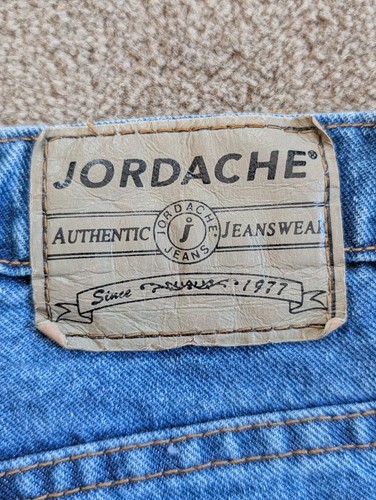 JORDACHE®
AUTHENTIC JORDACHE j JEANS JEANSWEAR
Since 1977